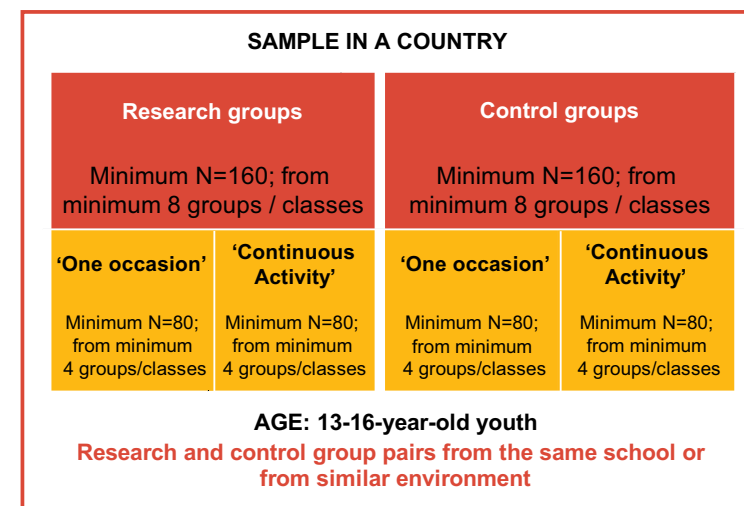 SAMPLE IN A COUNTRY
Research groups
Minimum N=160; from
minimum 8 groups / classes
Control groups
Minimum N=160; from
minimum 8 groups / classes
‘One occasion’
Minimum N=80;
from minimum
4 groups/classes
‘Continuous
Activity’
Minimum N=80;
from minimum
4 groups/classes
‘One occasion’
Minimum N=80;
from minimum
4 groups/classes
‘Continuous
Activity’
Minimum N=80;
from minimum
4 groups/classes
AGE: 13-16-year-old youth
Research and control group pairs from the same school or
from similar environment